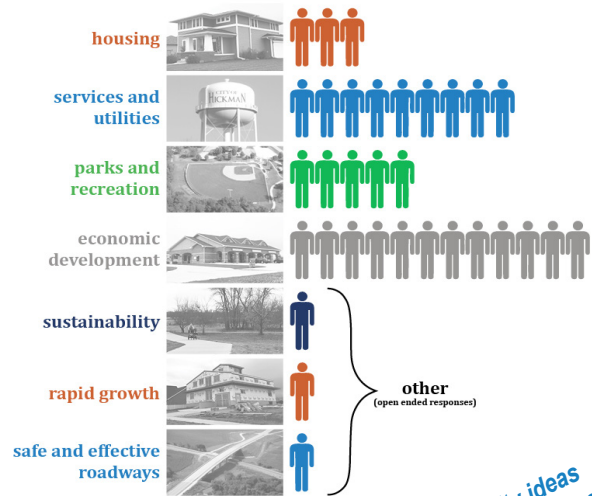 housing
services and
utilities
HICKMAN
parks and
recreation
economic
development
sustainability
rapid growth
other
(open ended responses)
safe and effective
roadways
ideas